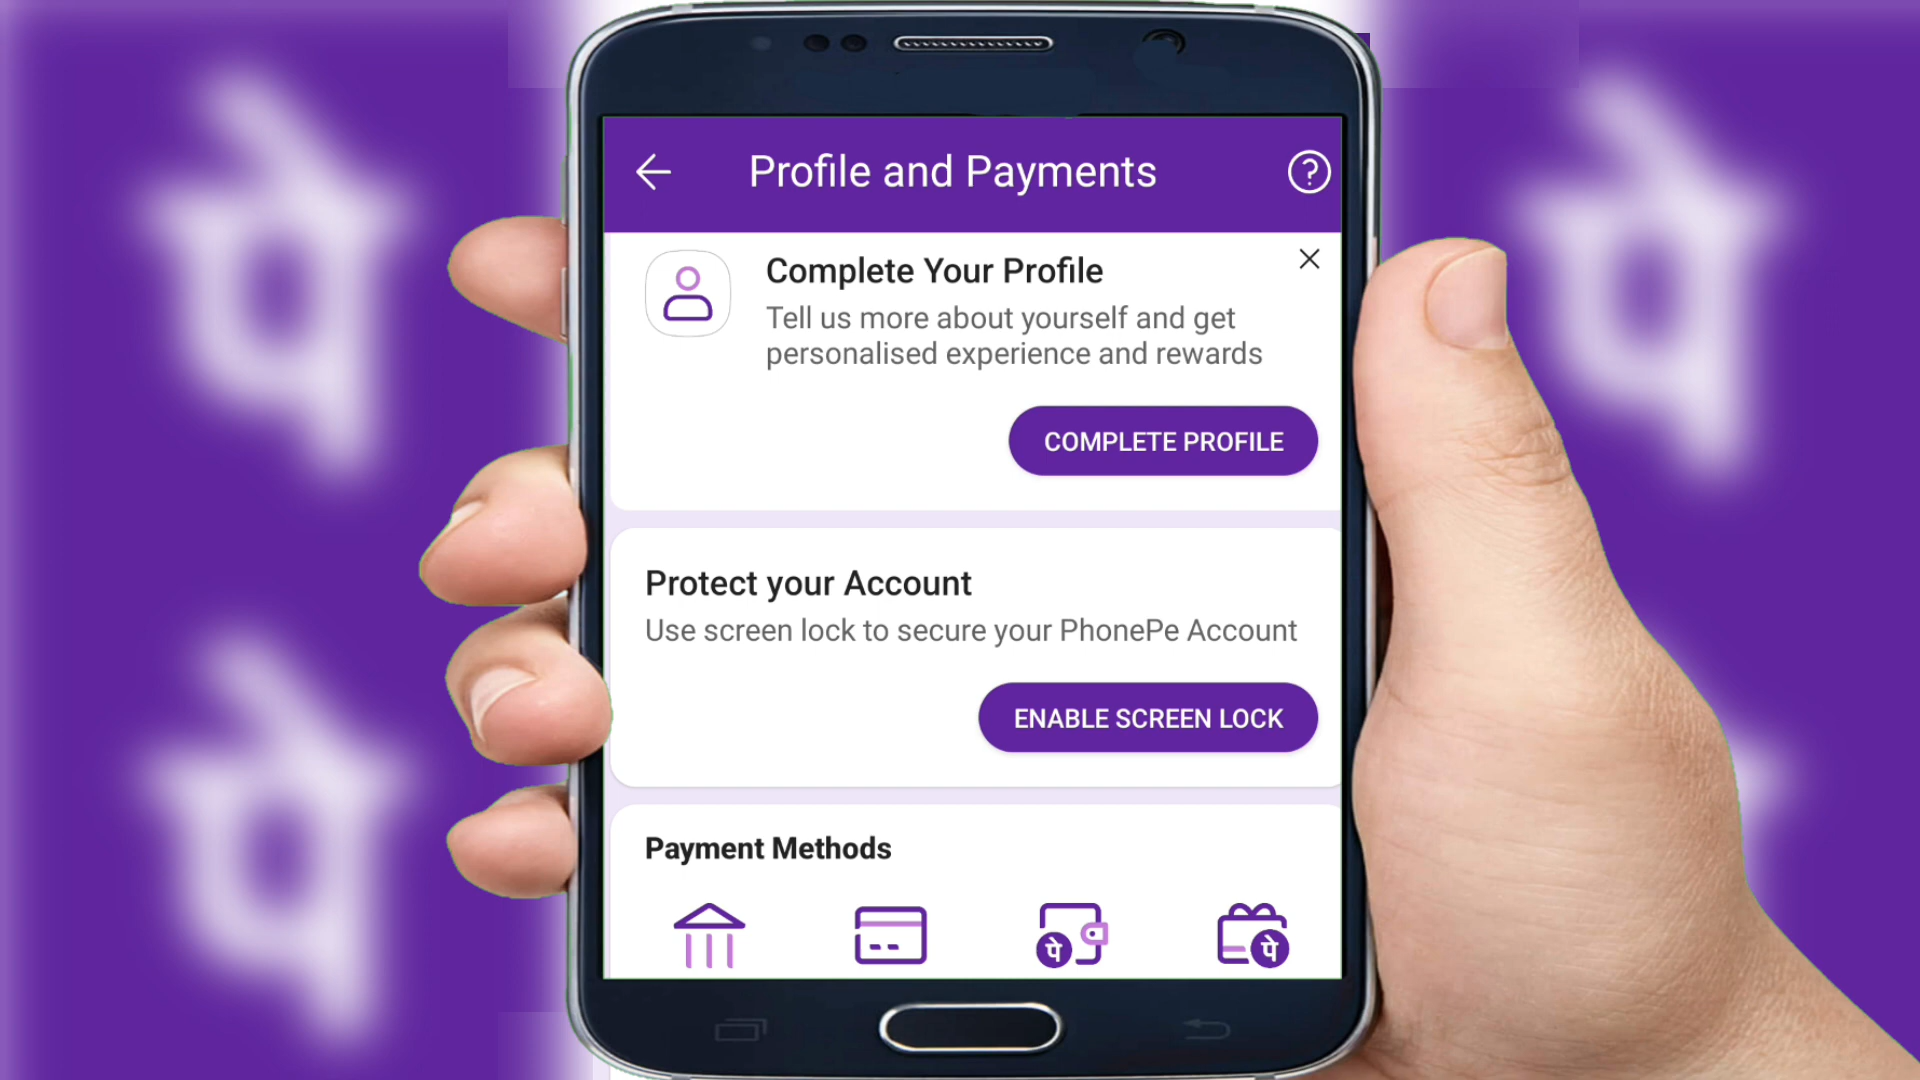 Profile and Payments
Complete Your Profile
Tell us more about yourself and get
personalised experience and rewards
COMPLETE PROFILE
Protect your Account
Use screen lock to secure your PhonePe Account
ENABLE SCREEN LOCK
Payment Methods
पे पे
पे पे
पे